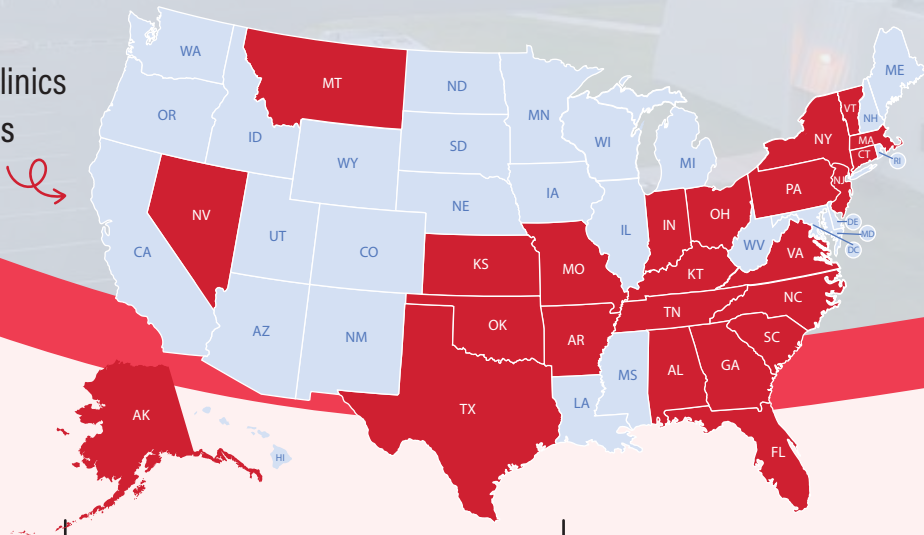 linics
s
WA
OR
CA
ID
NV
MT
WY
UT
AZ
CO
NM
ND
SD
NE
KS
OK
TX
MN
IA
MO
AR
LA
WI
IL
MS
MI
IN
OH
KT
TN
AL
GA
FL
SC
NC
VA
WV
PA
NY
NJ
VT
NH
ME
MA
CT
RI
DE
MD
DC
AK
HI